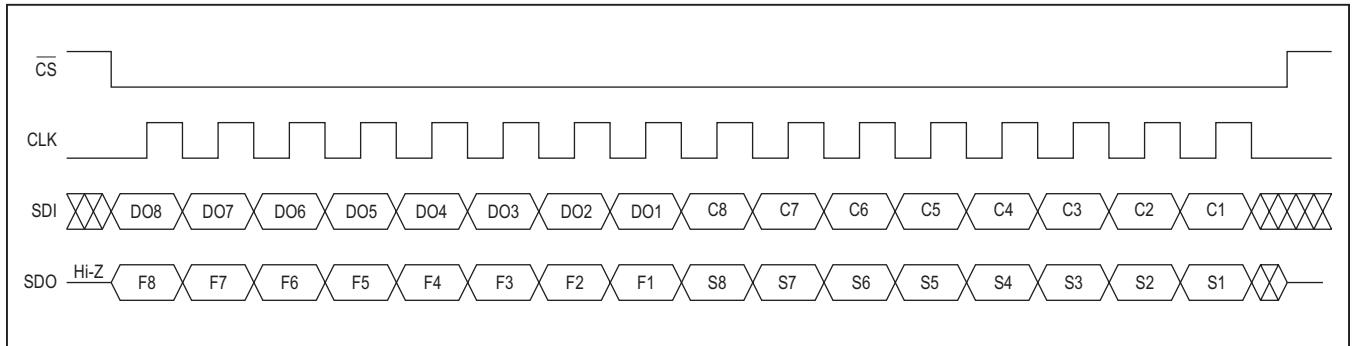 CS
CLK
SDI DO8 DO7 DO6 DO5 DO4 DO3 DO2 DO1 C8 C7 C6 C5 C4 C3 C2 C1
SDO Hi-Z F8 F7 F6 F5 F4 F3 F2 F1 S8 S7 S6 S5 S4 S3 S2 S1